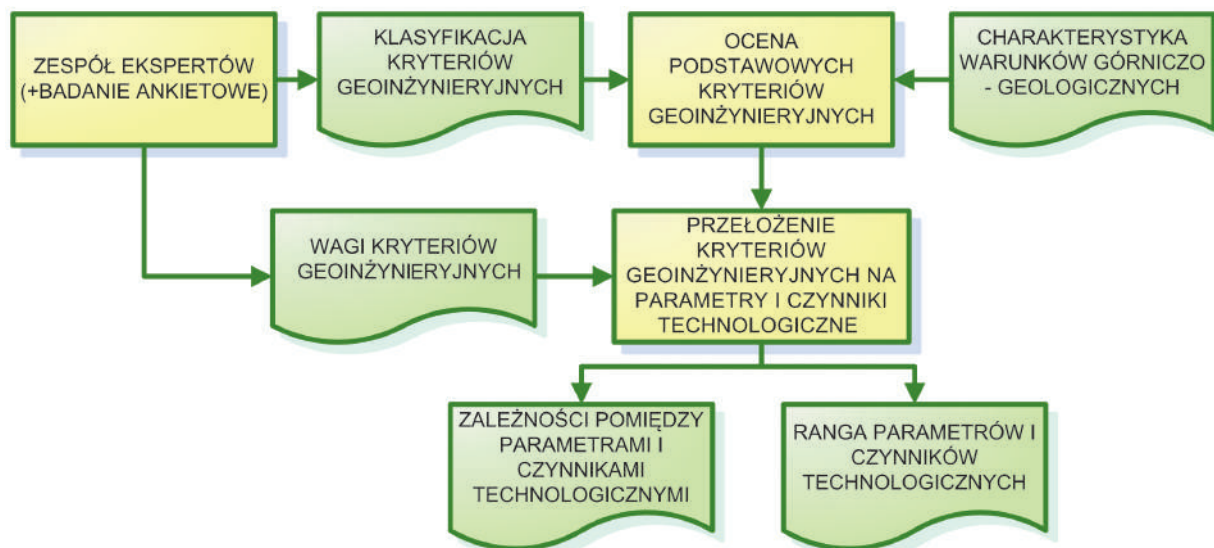 ZESPÓŁ EKSPERTÓW
(+BADANIE ANKIETOWE)
KLASYFIKACJA
KRYTERIÓW
GEOINŻYNIERYJNYCH
OCENA
PODSTAWOWYCH
KRYTERIÓW
GEOINŻYNIERYJNYCH
CHARAKTERYSTYKA
WARUNKÓW GÓRNICZO
- GEOLOGICZNYCH
WAGI KRYTERIÓW
GEOINŻYNIERYJNYCH
PRZEŁOŻENIE
KRYTERIÓW
GEOINŻYNIERYJNYCH NA
PARAMETRY I CZYNNIKI
TECHNOLOGICZNE
ZALEŻNOŚCI POMIĘDZY
PARAMETRAMI I
CZYNNIKAMI
TECHNOLOGICZNYMI
RANGA PARAMETRÓW I
CZYNNIKÓW
TECHNOLOGICZNYCH